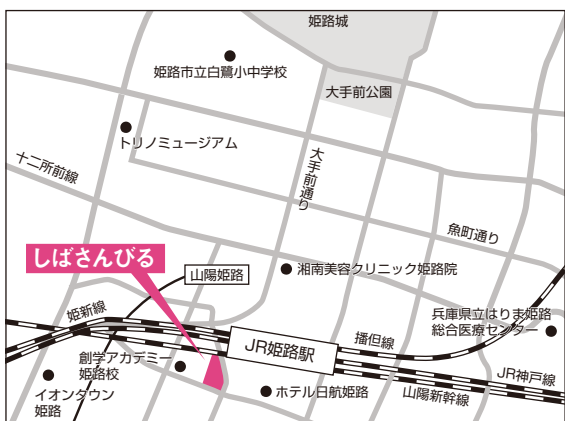 姫路城
姫路市立白鷺小中学校
大手前公園
トリノミュージアム
大手前通り
十二所前線
魚町通り
しばさんびる
山陽姫路
湘南美容クリニック姫路院
姫新線
兵庫県立はりま姫路
総合医療センター
播但線
JR姫路駅
創学アカデミー
姫路校
JR神戸線
イオンタウン
姫路
ホテル日航姫路
山陽新幹線